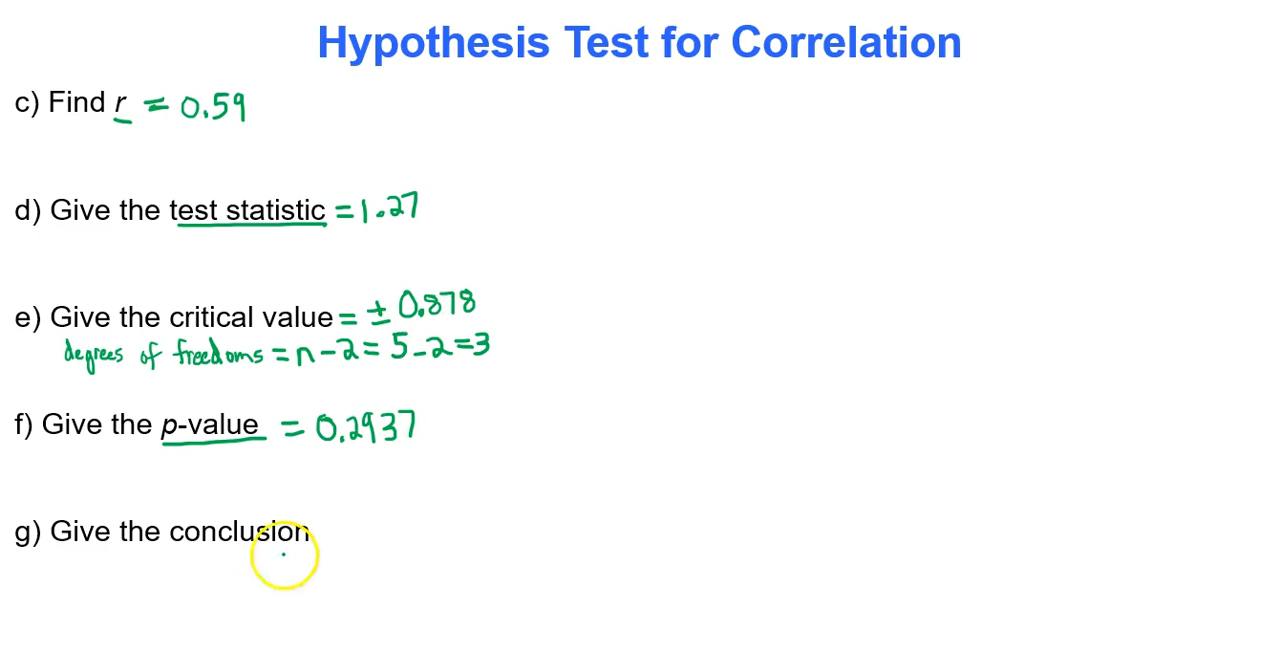 Hypothesis Test for Correlation
c) Find r = 0.59
d) Give the test statistic = 1.27
e) Give the critical value = ± 0.878
degrees of freedoms = n - 2 = 5 - 2 = 3
f) Give the p-value = 0.2937
g) Give the conclusion